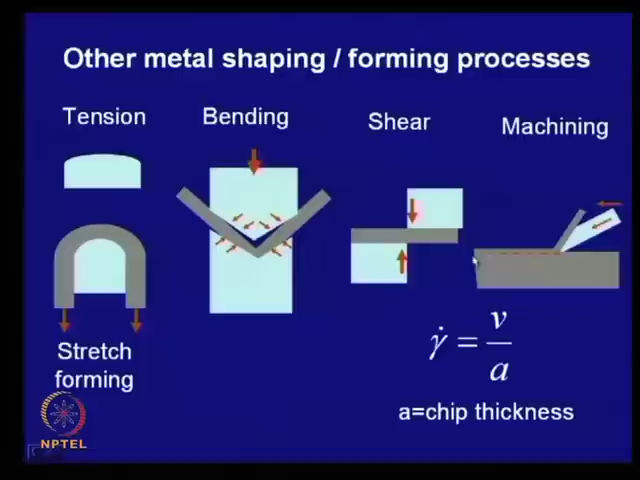 Other metal shaping / forming processes
Tension
Bending
Shear
Machining
Stretch
forming
γ̇ = v/a
a=chip thickness
NPTEL